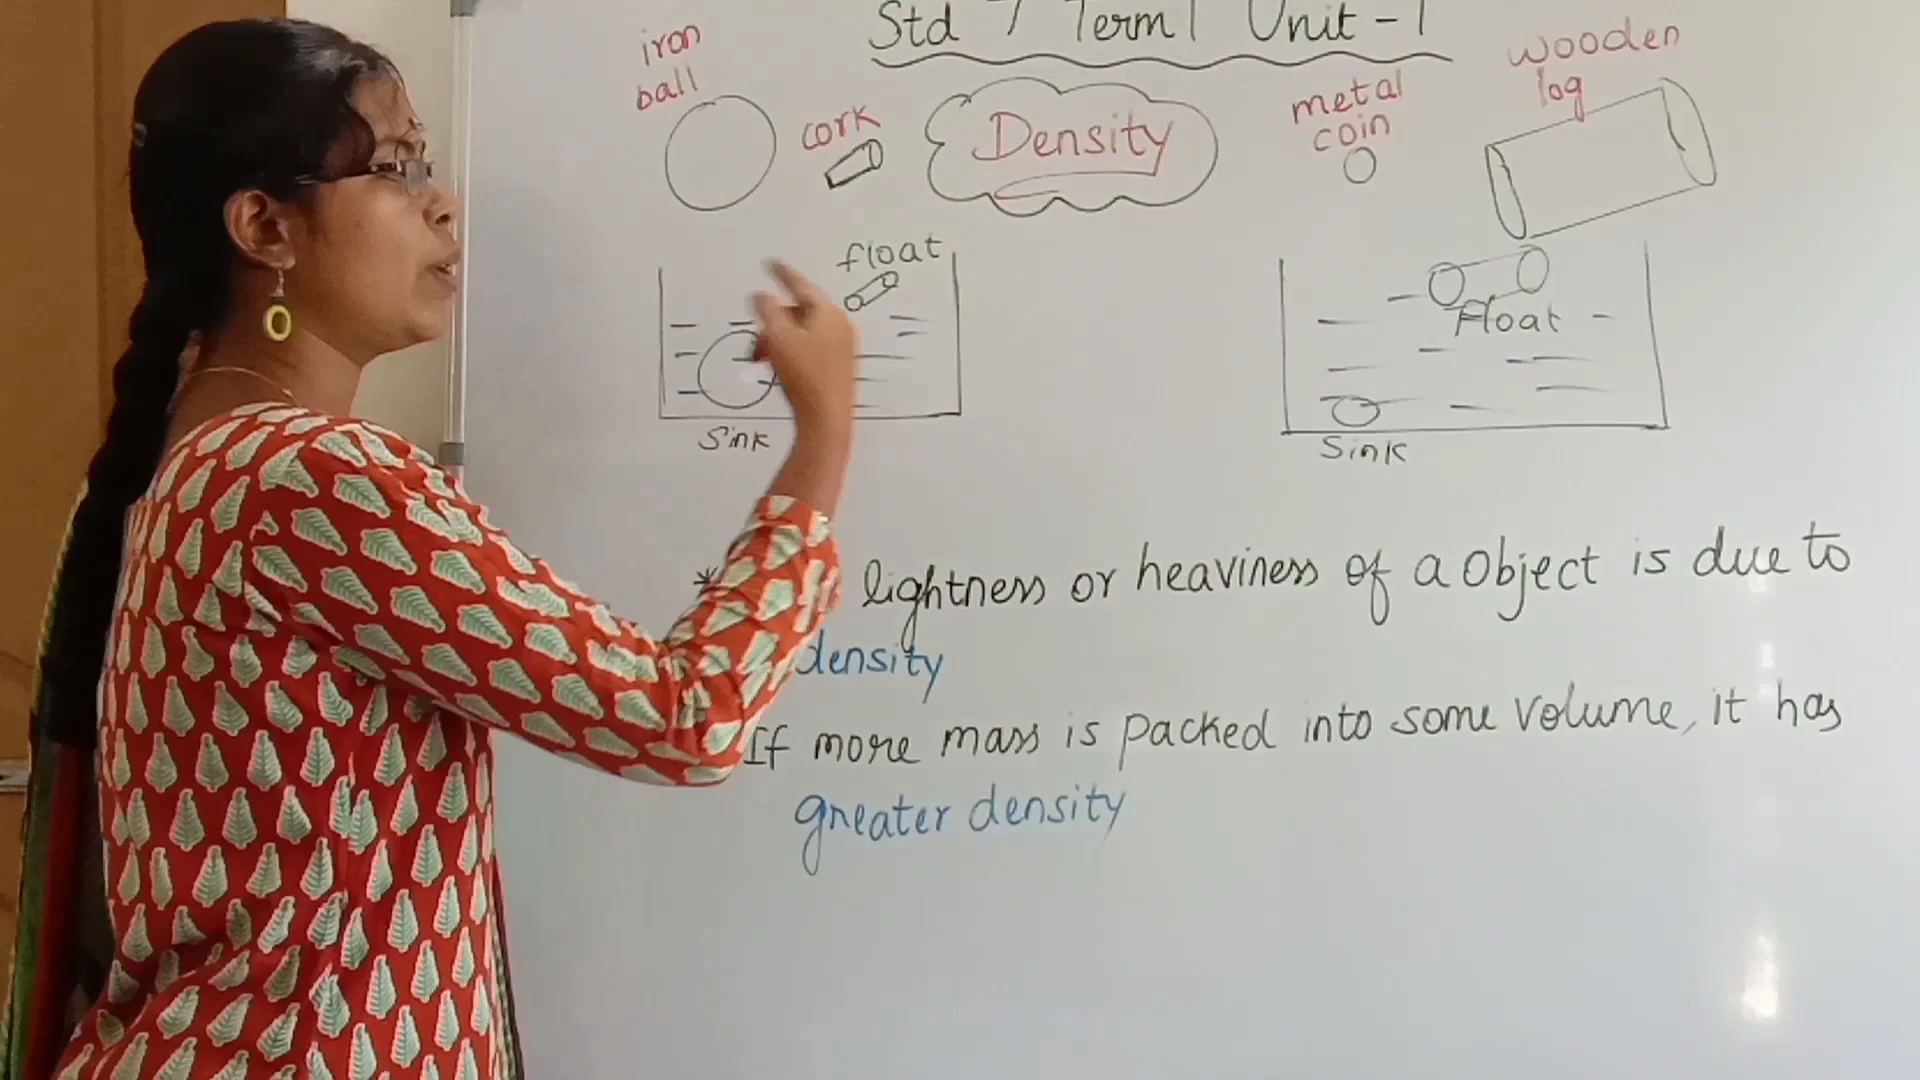 Std 7 Term 1 Unit - 1
iron
ball
cork
Density
metal
coin
wooden
log
float
Sink
Float
Sink
* lightness or heaviness of a object is due to
density
If more mass is packed into some volume, it has
greater density